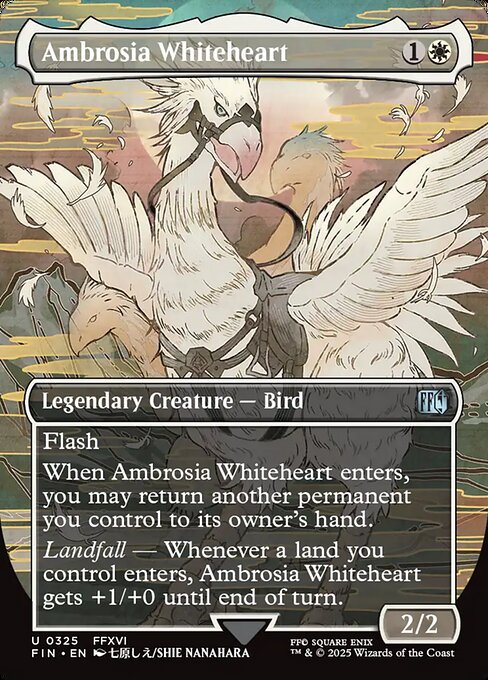 Ambrosia Whiteheart 1
Legendary Creature — Bird FFC
Flash
When Ambrosia Whiteheart enters,
you may return another permanent
you control to its owner's hand.
Landfall — Whenever a land you
control enters, Ambrosia Whiteheart
gets +1/+0 until end of turn.
2/2
U 0325 FFXVI
FIN • EN 七原しえ/SHIE NANAHARA
FF© SQUARE ENIX
™ & © 2025 Wizards of the Coast